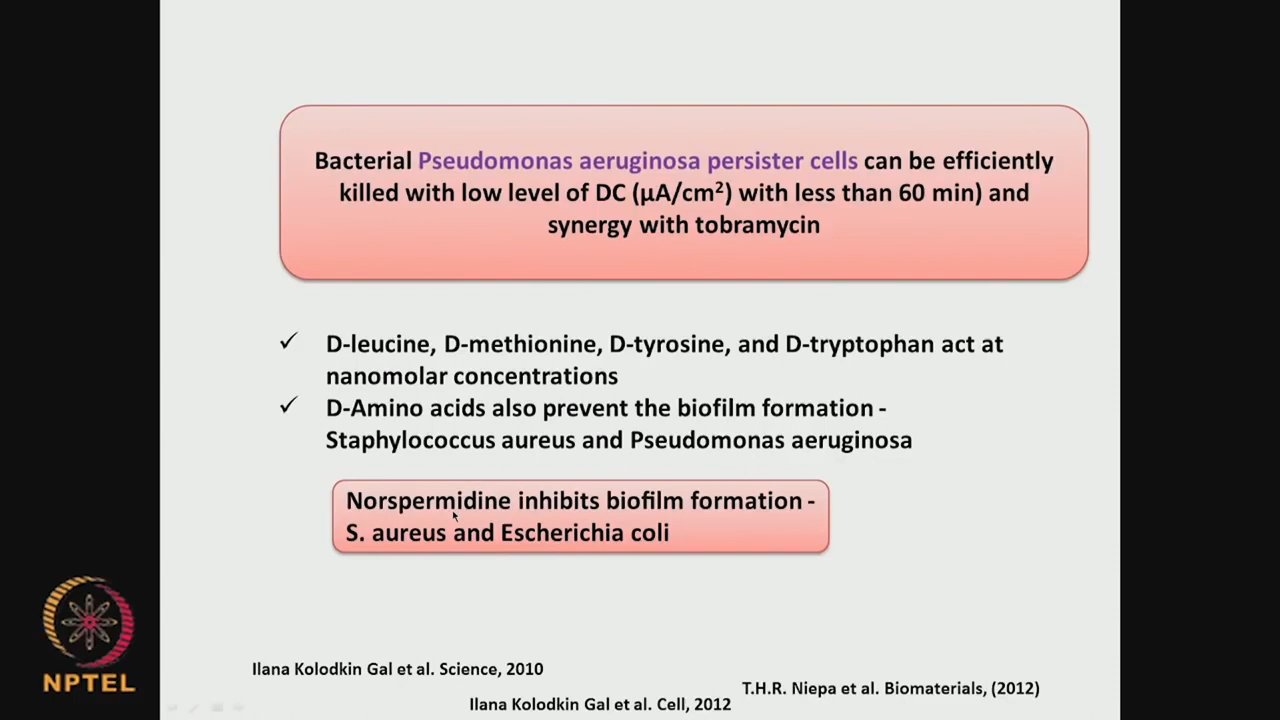 Bacterial Pseudomonas aeruginosa persister cells can be efficiently
killed with low level of DC (µA/cm²) with less than 60 min) and
synergy with tobramycin
✓ D-leucine, D-methionine, D-tyrosine, and D-tryptophan act at
nanomolar concentrations
✓ D-Amino acids also prevent the biofilm formation -
Staphylococcus aureus and Pseudomonas aeruginosa
Norspermidine inhibits biofilm formation -
S. aureus and Escherichia coli
Ilana Kolodkin Gal et al. Science, 2010
T.H.R. Niepa et al. Biomaterials, (2012)
Ilana Kolodkin Gal et al. Cell, 2012
NPTEL